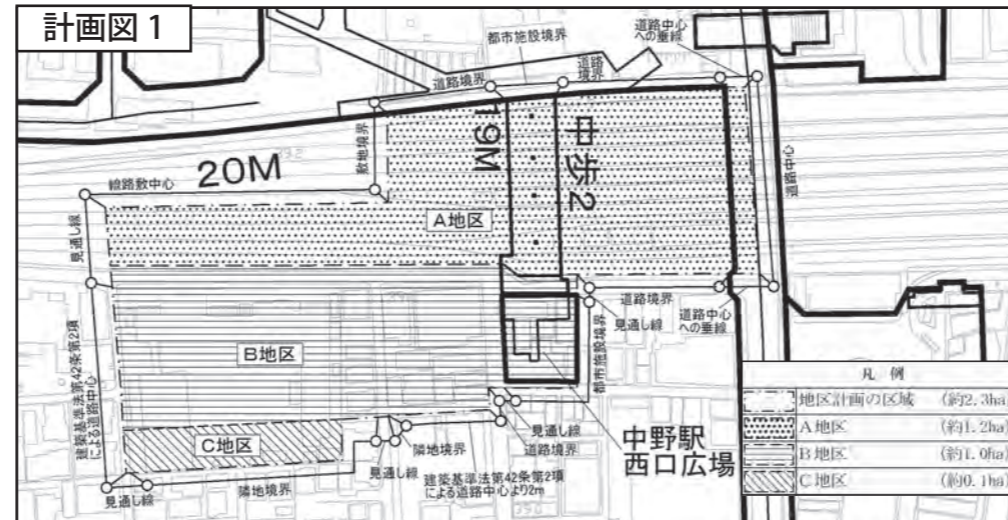 計画図 1
都市施設境界
道路中心
への垂線
道路境界
道路
境界
19M
中歩2
20M
敷地境界
線路敷中心
道路中心
見通し線
A地区
道路境界
見通し線
道路中心
への垂線
都市施設境界
B地区
建築基準法第42条第2項
による道路中心
C地区
見通し線
道路境界
中野駅
西口広場
隣地境界
見通し線
建築基準法第42条第2項
による道路中心より2m
隣地境界
見通し線
凡 例
地区計画の区域 (約2.3ha)
A地区 (約1.2ha)
B地区 (約1.0ha)
C地区 (約0.1ha)